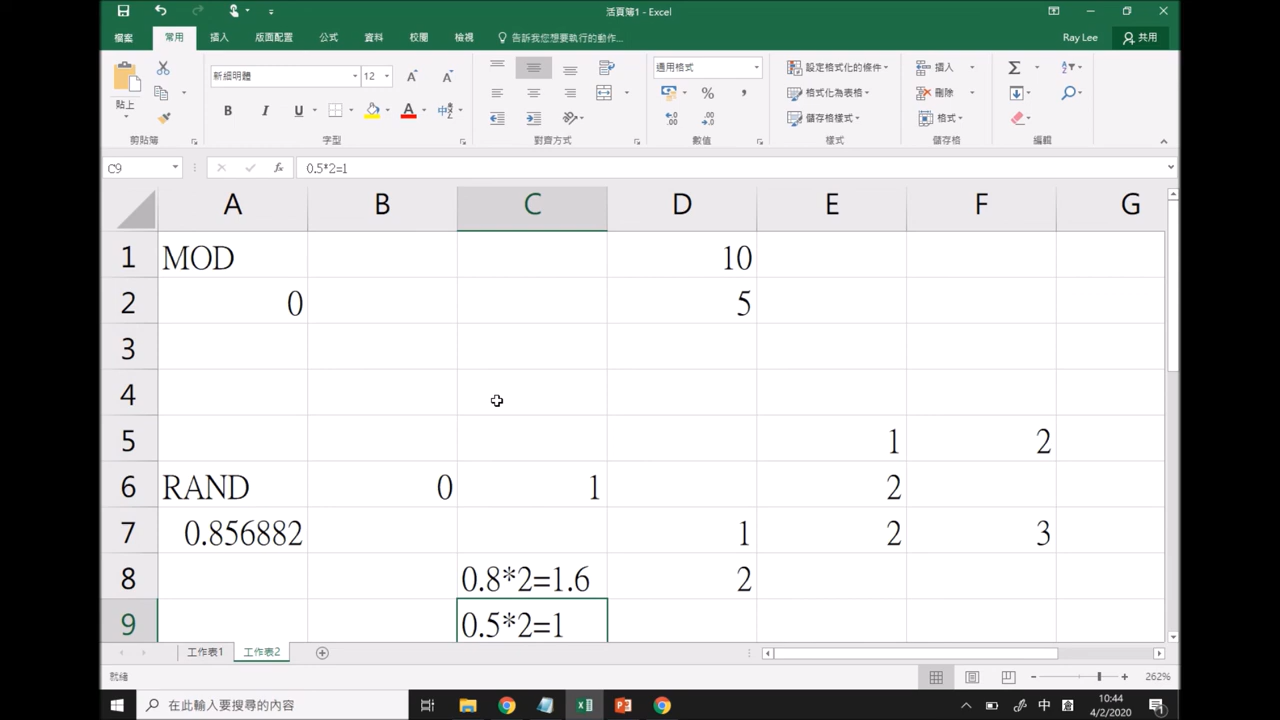 活頁簿1 - Excel
檔案 常用 插入 版面配置 公式 資料 校閱 檢視 告訴我您想要執行的動作... Ray Lee 共用
貼上 新細明體 12 通用格式 設定格式化的條件 插入
格式化為表格 刪除
B I U A % , 儲存格樣式 格式
剪貼簿 字型 對齊方式 數值 樣式 儲存格 編輯
C9 fx 0.5*2=1
A B C D E F G
1 MOD 10
2 0 5
3
4
5 1 2
6 RAND 0 1 2
7 0.856882 1 2 3
8 0.8*2=1.6 2
9 0.5*2=1
工作表1 工作表2
就緒 262%
在此輸入要搜尋的內容 中 10:44
4/2/2020